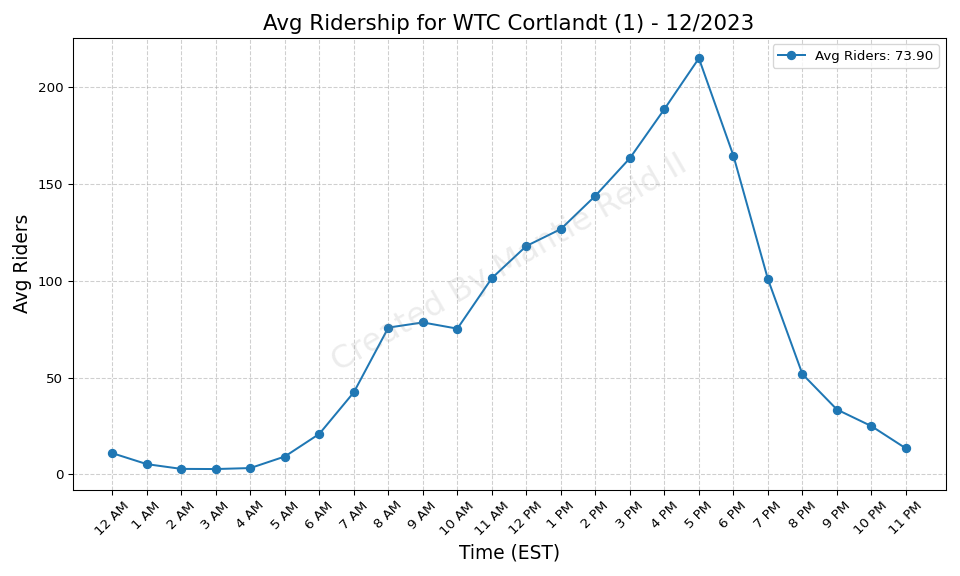 Avg Ridership for WTC Cortlandt (1) - 12/2023
Avg Riders: 73.90
200
150
100
50
0
Avg Riders
Created By Mantie Reid II
12 AM
1 AM
2 AM
3 AM
4 AM
5 AM
6 AM
7 AM
8 AM
9 AM
10 AM
11 AM
12 PM
1 PM
2 PM
3 PM
4 PM
5 PM
6 PM
7 PM
8 PM
9 PM
10 PM
11 PM
Time (EST)